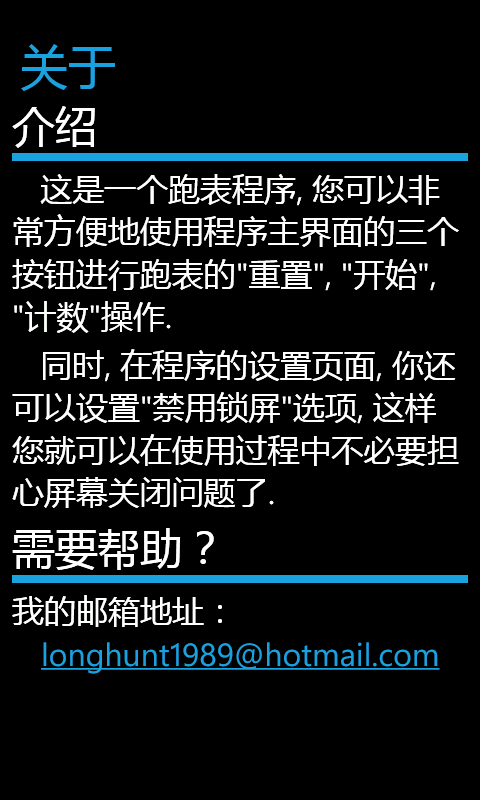 关于
介绍
这是一个跑表程序, 您可以非
常方便地使用程序主界面的三个
按钮进行跑表的"重置", "开始",
"计数"操作.
同时, 在程序的设置页面, 你还
可以设置"禁用锁屏"选项, 这样
您就可以在使用过程中不必要担
心屏幕关闭问题了.
需要帮助？
我的邮箱地址：
longhunt1989@hotmail.com